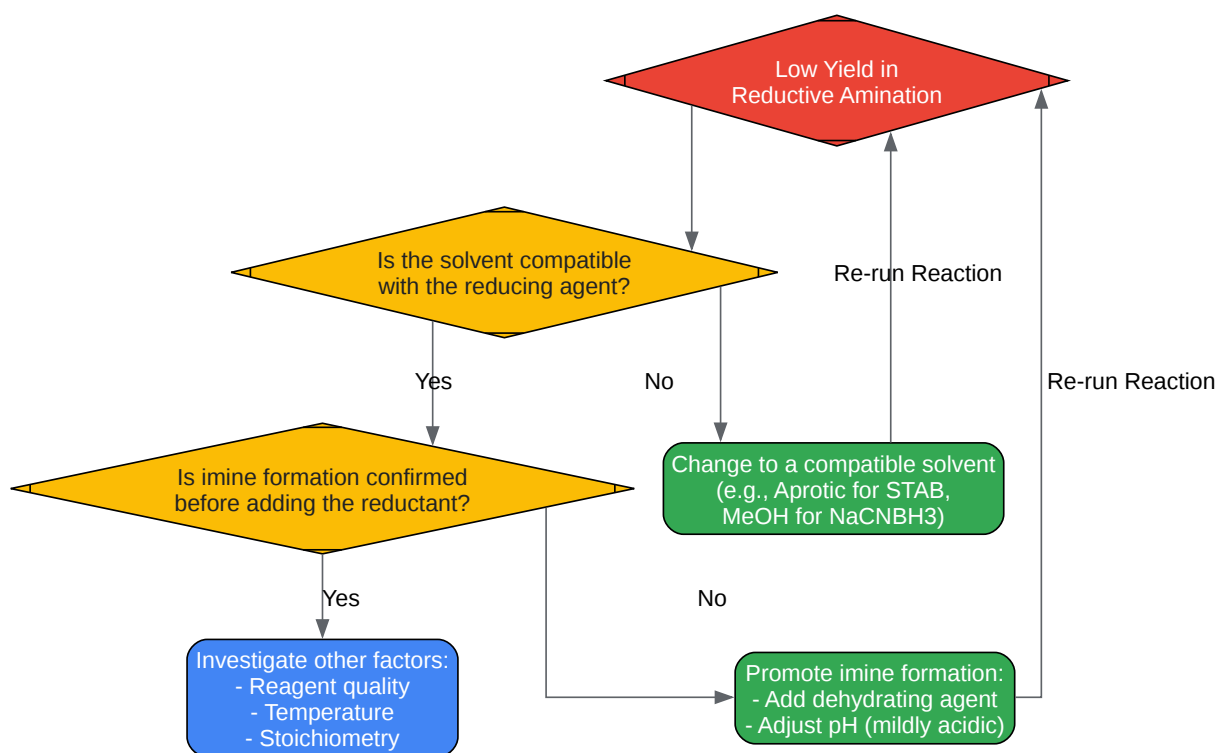 Low Yield in
Reductive Amination
Is the solvent compatible
with the reducing agent?
Re-run Reaction
Yes
No
Re-run Reaction
Is imine formation confirmed
before adding the reductant?
Change to a compatible solvent
(e.g., Aprotic for STAB,
MeOH for NaCNBH3)
Yes
No
Investigate other factors:
- Reagent quality
- Temperature
- Stoichiometry
Promote imine formation:
- Add dehydrating agent
- Adjust pH (mildly acidic)